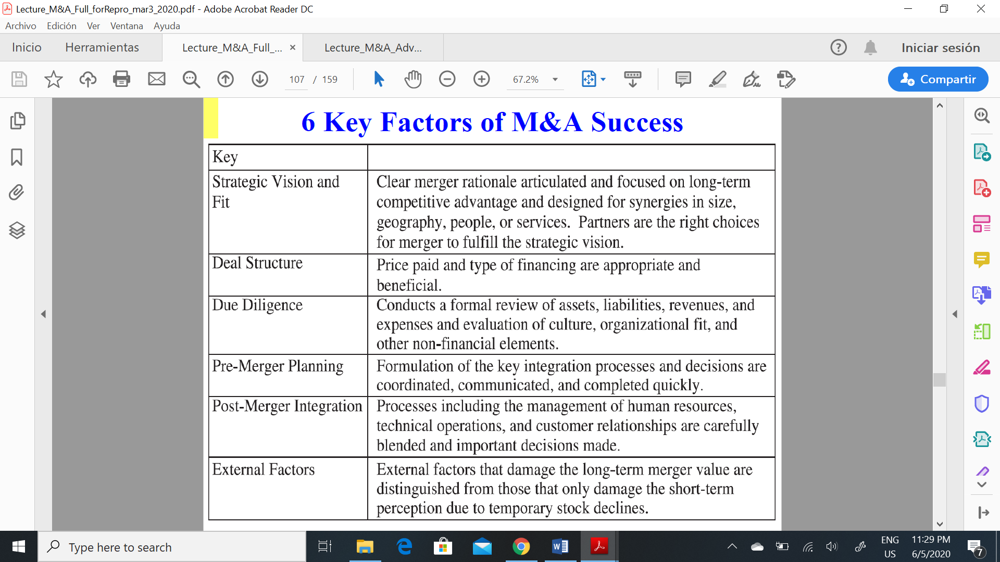 Lecture_M&A_Full_forRepro_mar3_2020.pdf - Adobe Acrobat Reader DC
Archivo Edición Ver Ventana Ayuda
Inicio Herramientas Lecture_M&A_Full_... × Lecture_M&A_Adv... Iniciar sesión
107 / 159 67.2% Compartir
6 Key Factors of M&A Success
Key
Strategic Vision and
Fit
Clear merger rationale articulated and focused on long-term
competitive advantage and designed for synergies in size,
geography, people, or services. Partners are the right choices
for merger to fulfill the strategic vision.
Deal Structure
Price paid and type of financing are appropriate and
beneficial.
Due Diligence
Conducts a formal review of assets, liabilities, revenues, and
expenses and evaluation of culture, organizational fit, and
other non-financial elements.
Pre-Merger Planning
Formulation of the key integration processes and decisions are
coordinated, communicated, and completed quickly.
Post-Merger Integration
Processes including the management of human resources,
technical operations, and customer relationships are carefully
blended and important decisions made.
External Factors
External factors that damage the long-term merger value are
distinguished from those that only damage the short-term
perception due to temporary stock declines.
Type here to search
ENG
US
11:29 PM
6/5/2020
7